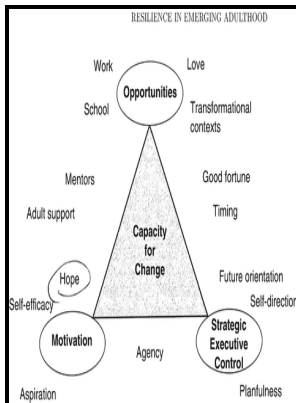 RESILIENCE IN EMERGING ADULTHOOD
Work
Love
Opportunities
School
Transformational
contexts
Mentors
Good fortune
Adult support
Timing
Capacity
for
Change
Hope
Future orientation
Self-efficacy
Self-direction
Motivation
Strategic
Executive
Control
Agency
Aspiration
Planfulness